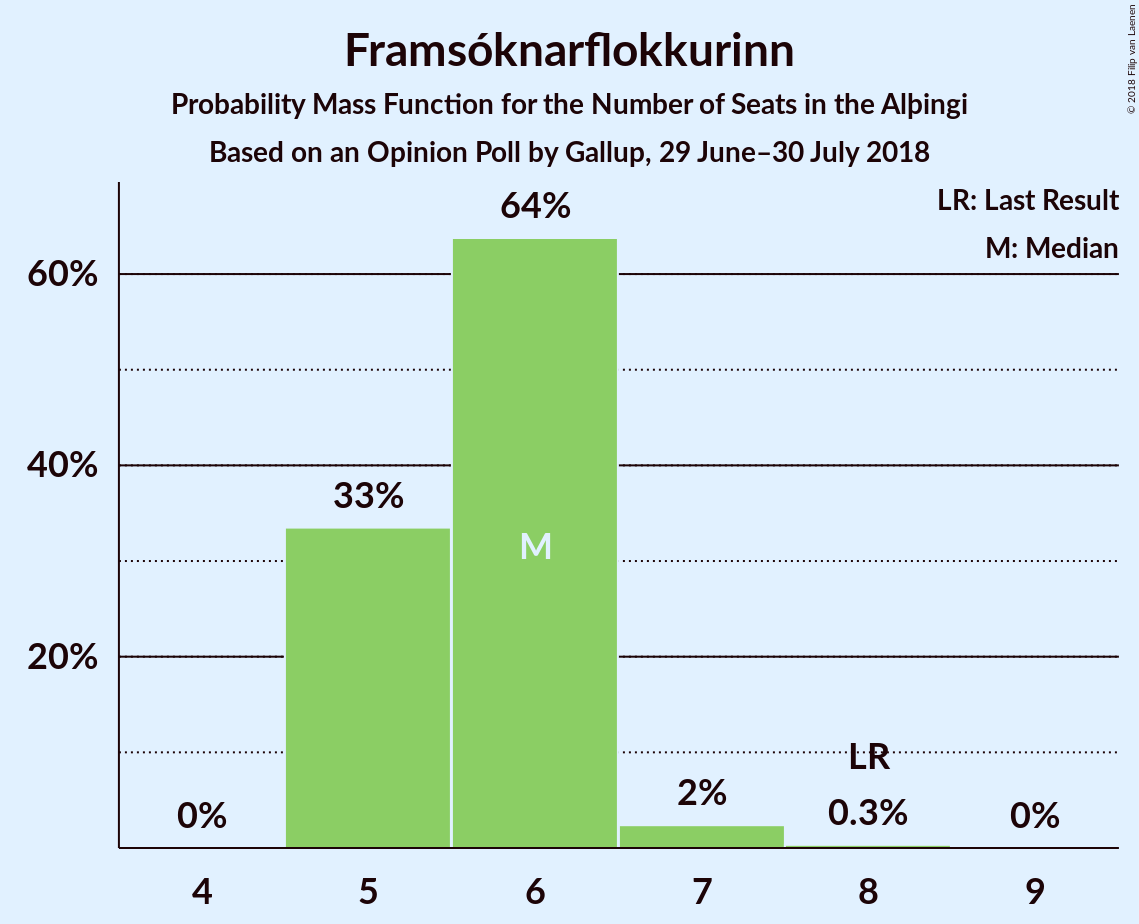 Framsóknarflokkurinn
Probability Mass Function for the Number of Seats in the Alþingi
Based on an Opinion Poll by Gallup, 29 June–30 July 2018
© 2018 Filip van Laenen
LR: Last Result
M: Median
64%
60%
40%
33%
M
20%
LR
2%
0.3%
0%
0%
4 5 6 7 8 9